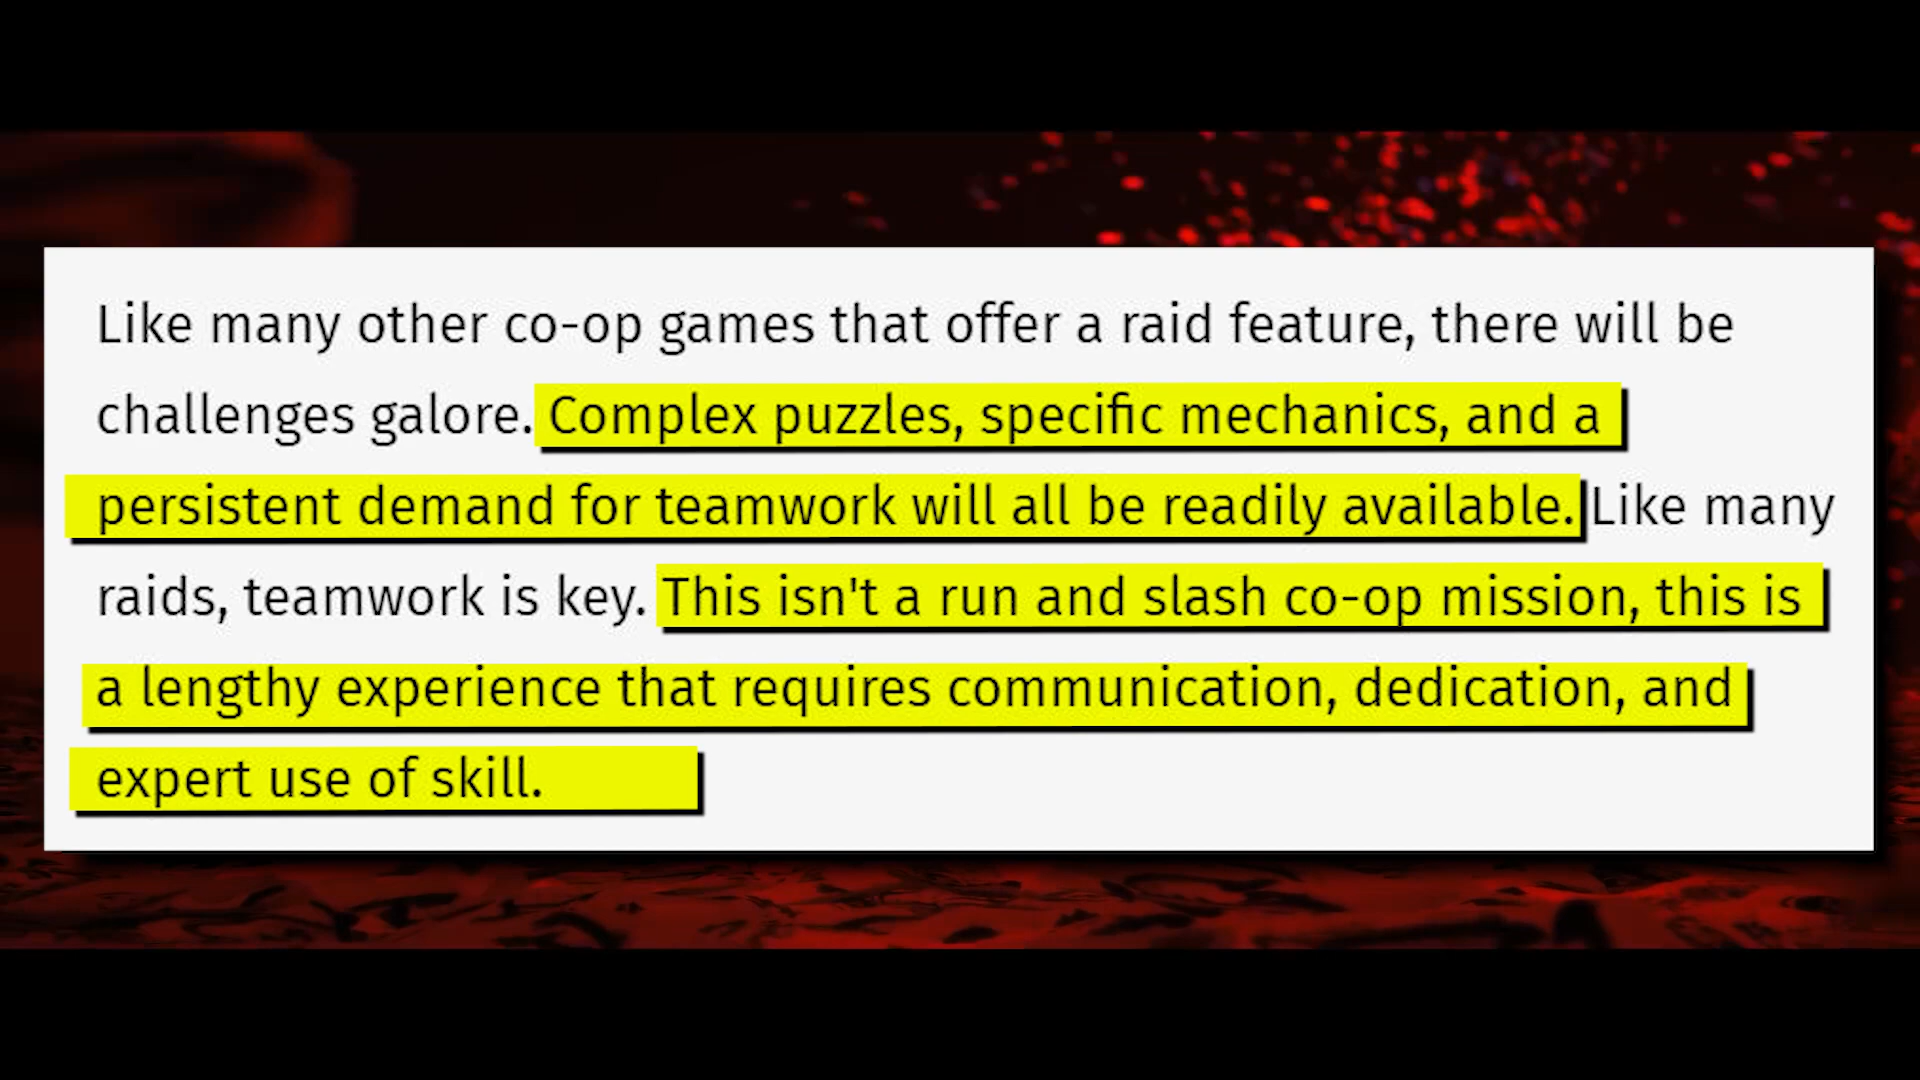 Like many other co-op games that offer a raid feature, there will be
challenges galore. Complex puzzles, specific mechanics, and a
persistent demand for teamwork will all be readily available. Like many
raids, teamwork is key. This isn't a run and slash co-op mission, this is
a lengthy experience that requires communication, dedication, and
expert use of skill.